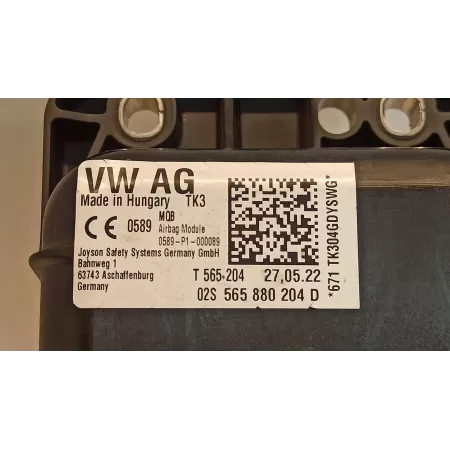 VW AG
Made in Hungary TK3
CE 0589 MQB
Airbag Module
0589-P1-000089
Joyson Safety Systems Germany GmbH
Bahnweg 1
63743 Aschaffenburg
Germany
T 565 204 27,05.22
02S 565 880 204 D
*671 TK304GDYSWG*